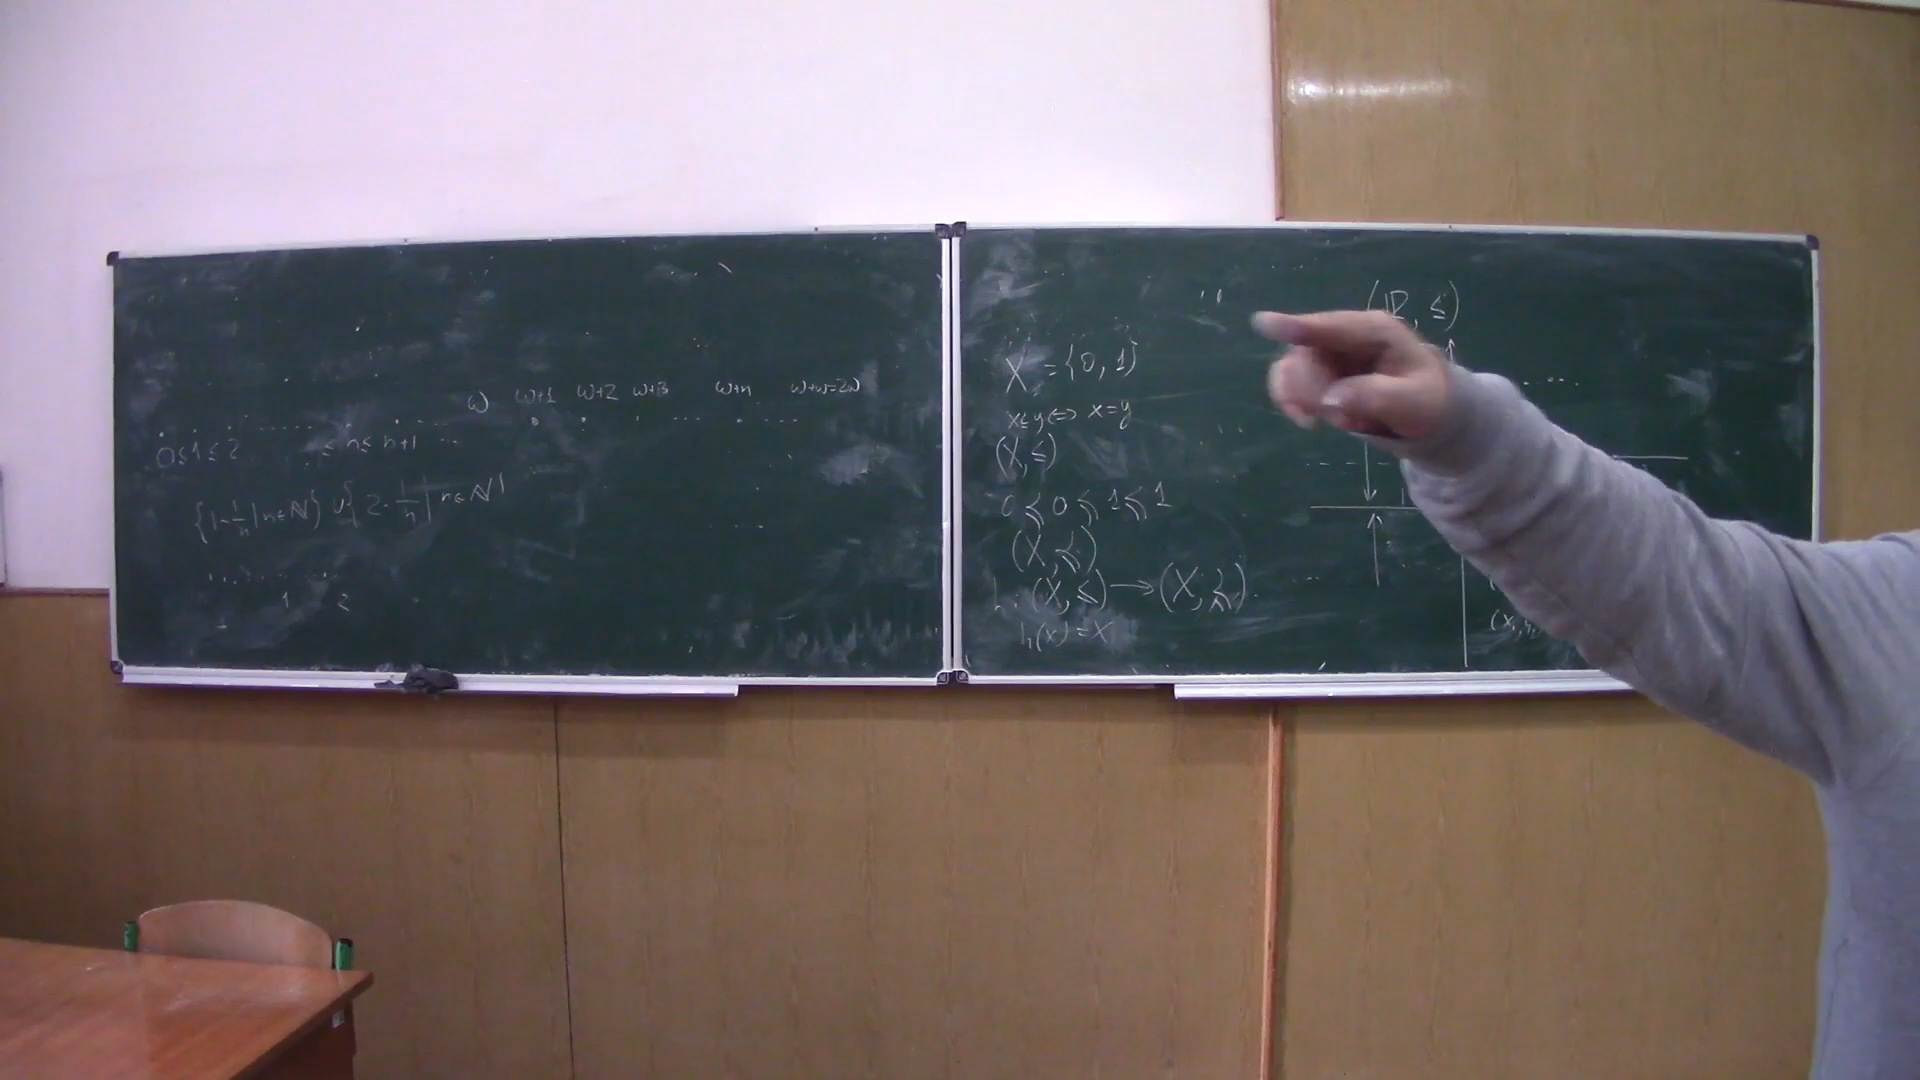 ω ω+1 ω+2 ω+3 ω+n ω+ω=2ω
0≤1≤2 ..... ≤n≤n+1 ...
{1-1/n|n∈ℕ}∪{2-1/n|n∈ℕ}
1 2
X={0,1}
x≤y⇔x=y
(X,≤)
0⩽0⩽1⩽1
(X,⩽)
h:(X,≤)→(X,⩽).
h(x)=x
(ℝ,≤)